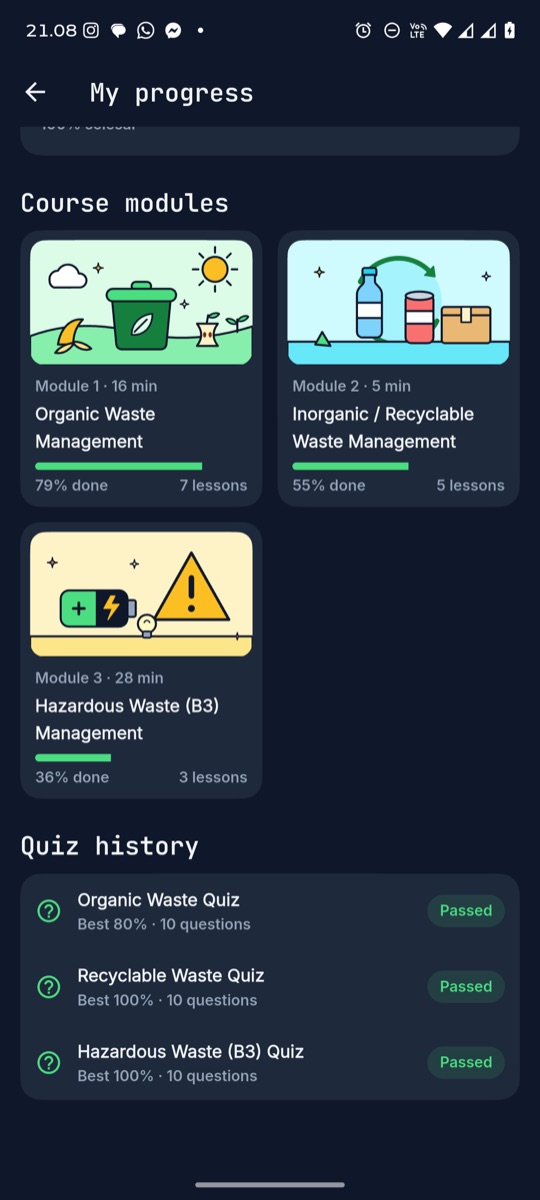 21.08
Vo) LTE
My progress
Course modules
Module 1 · 16 min
Organic Waste
Management
79% done
7 lessons
Module 2 · 5 min
Inorganic / Recyclable
Waste Management
55% done
5 lessons
Module 3 · 28 min
Hazardous Waste (B3)
Management
36% done
3 lessons
Quiz history
Organic Waste Quiz
Best 80% · 10 questions
Passed
Recyclable Waste Quiz
Best 100% · 10 questions
Passed
Hazardous Waste (B3) Quiz
Best 100% · 10 questions
Passed